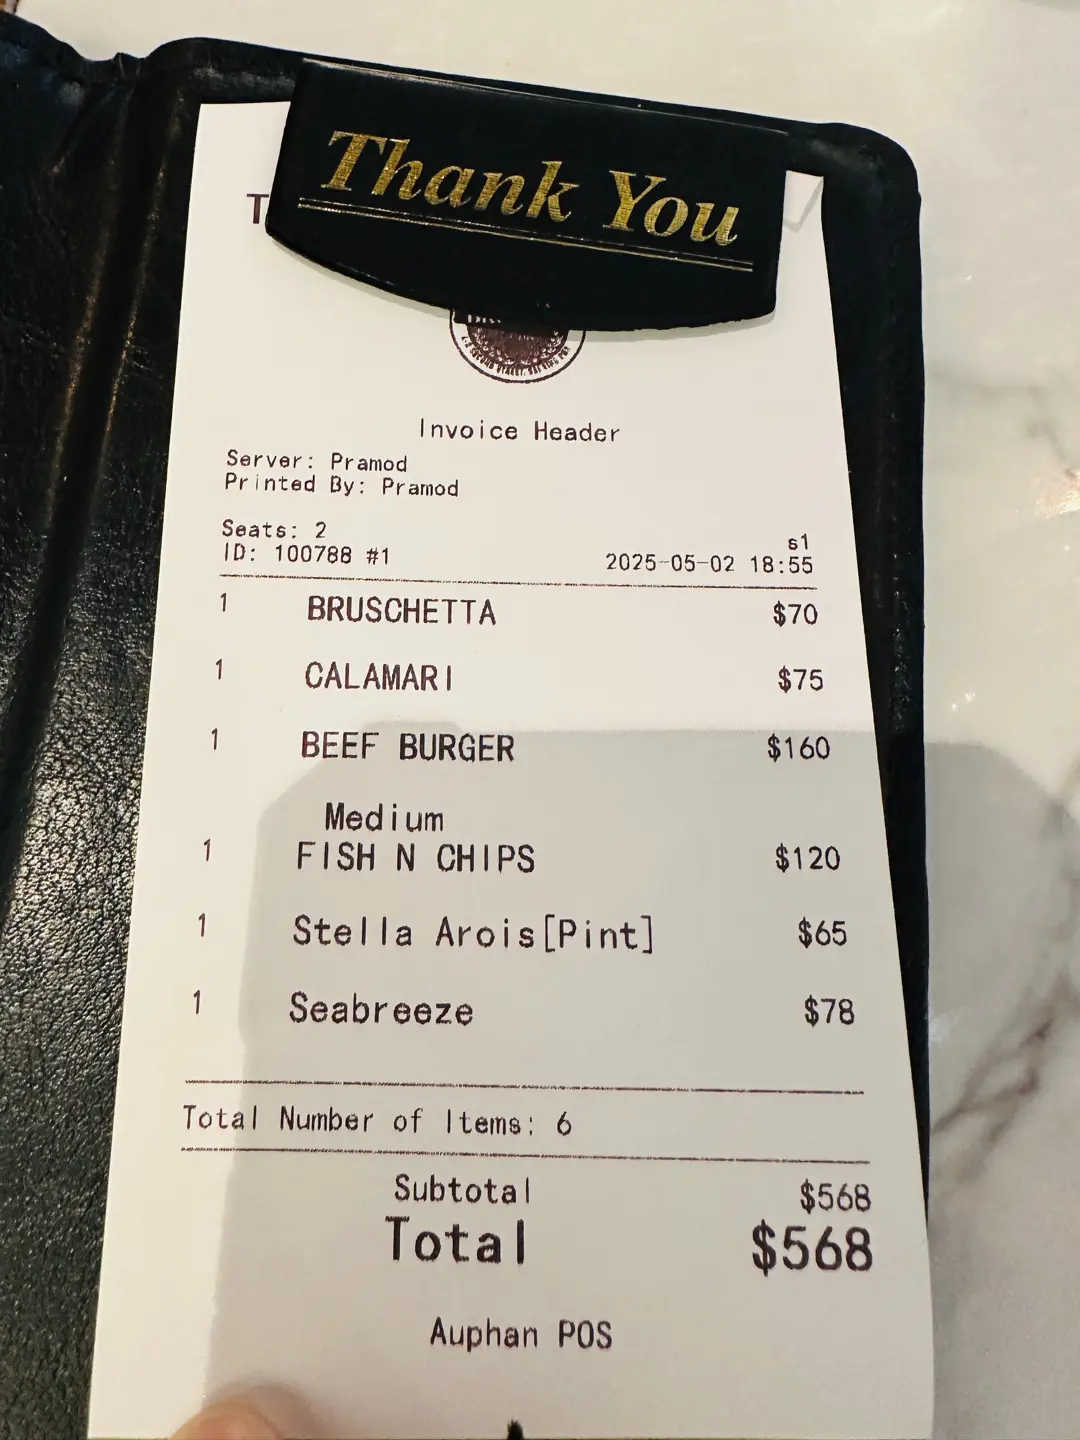 Thank You
T
Invoice Header
Server: Pramod
Printed By: Pramod
Seats: 2
s1
ID: 100788 #1 2025-05-02 18:55
1 BRUSCHETTA $70
1 CALAMARI $75
1 BEEF BURGER $160
Medium
1 FISH N CHIPS $120
1 Stella Arois[Pint] $65
1 Seabreeze $78
Total Number of Items: 6
Subtotal $568
Total $568
Auphan POS